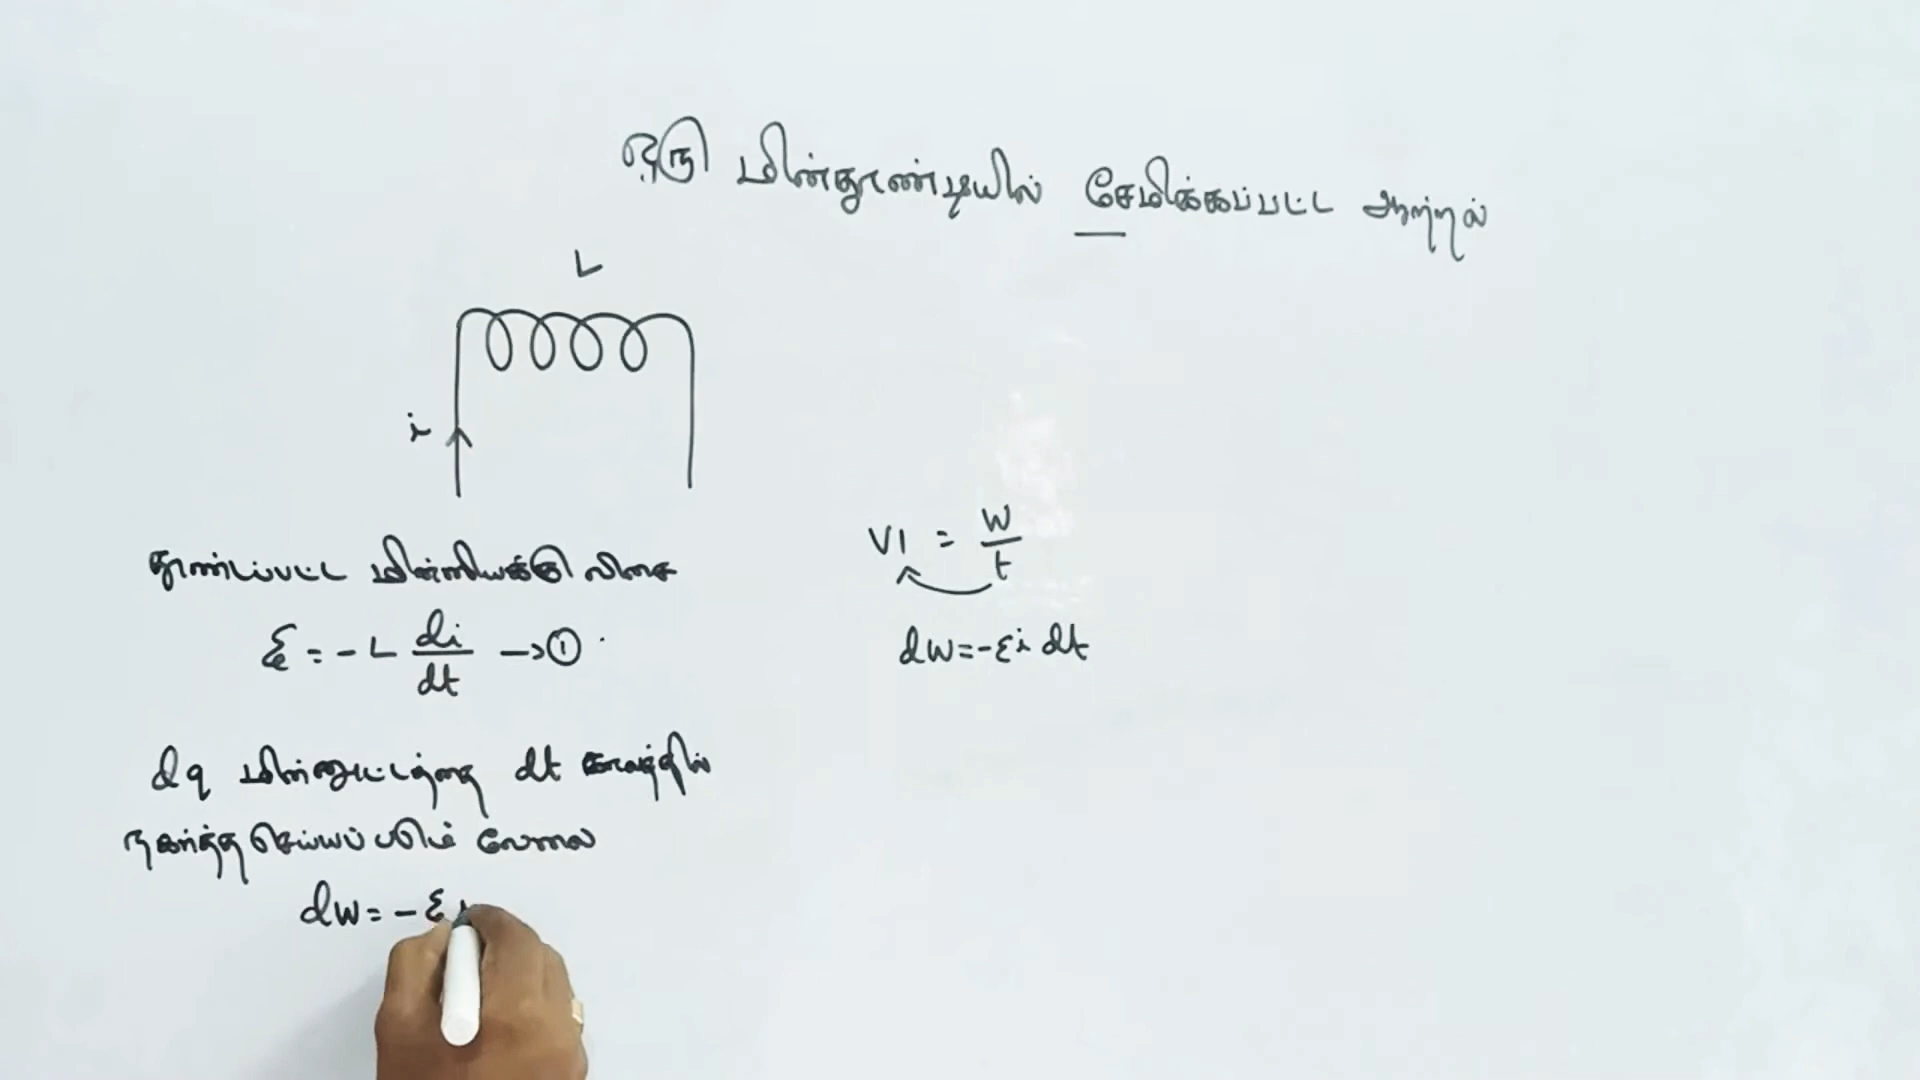 ஒரு மின்தூண்டியில் சேமிக்கப்பட்ட ஆற்றல்
L
i
தூண்டப்பட்ட மின்னியக்கு விசை
ξ = - L di/dt → ①
dq மின்னூட்டத்தை dt காலத்தில்
நகர்த்த செய்யப்படும் வேலை
dW = - ε
VI = W/t
dW = - εi dt